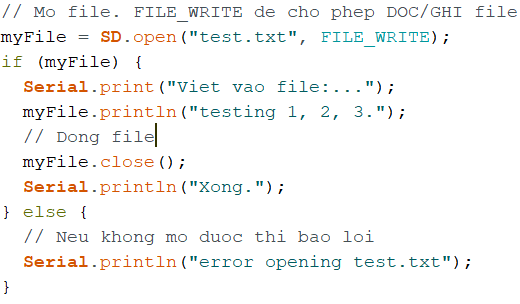 // Mo file. FILE_WRITE de cho phep DOC/GHI file
myFile = SD.open("test.txt", FILE_WRITE);
if (myFile) {
  Serial.print("Viet vao file:...");
  myFile.println("testing 1, 2, 3.");
  // Dong file
  myFile.close();
  Serial.println("Xong.");
} else {
  // Neu khong mo duoc thi bao loi
  Serial.println("error opening test.txt");
}